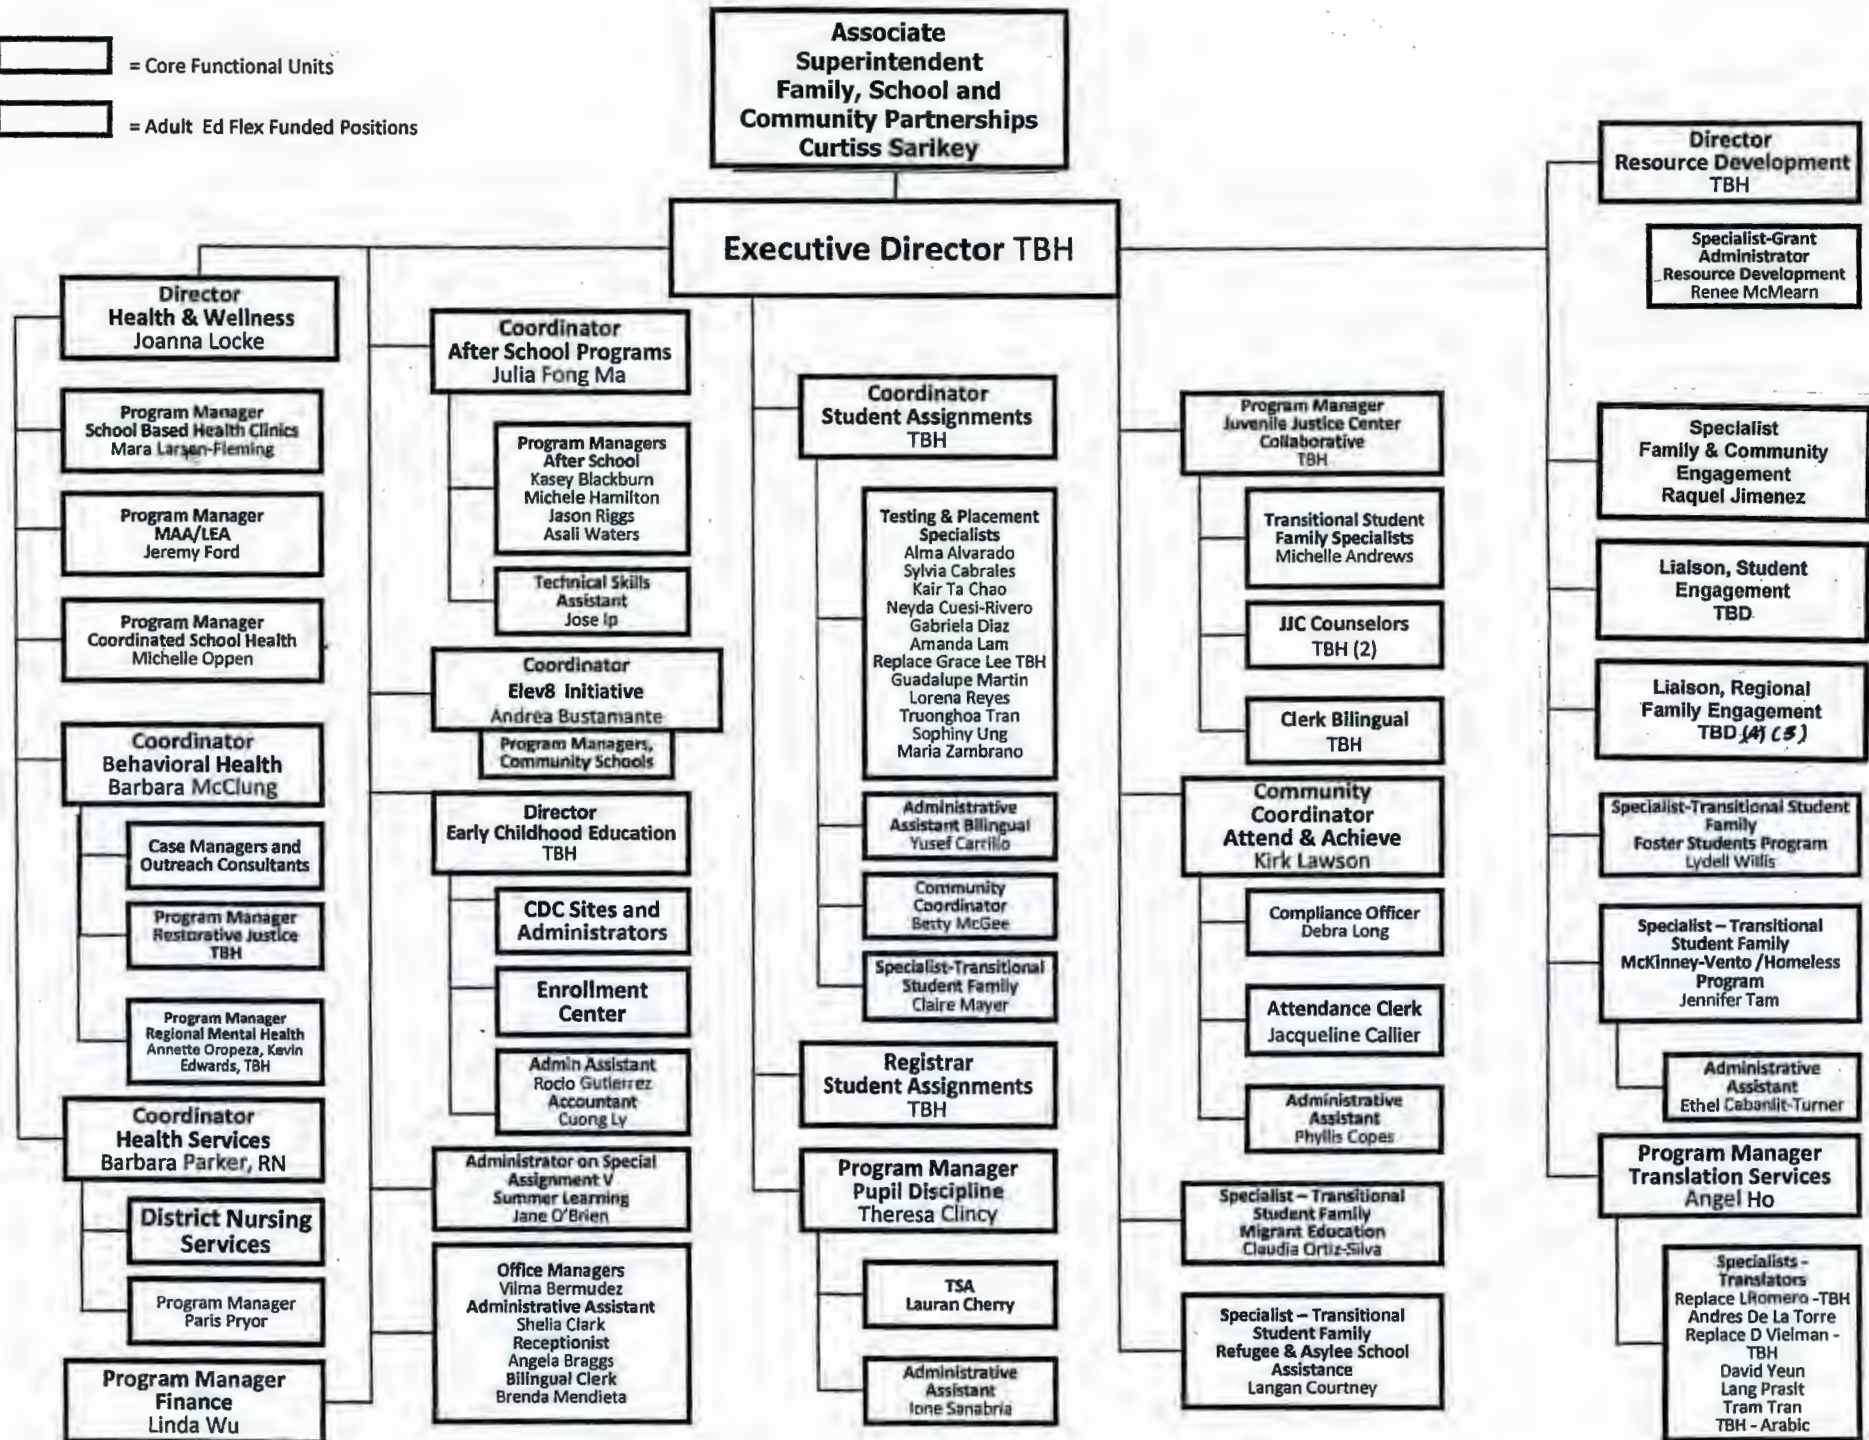 = Core Functional Units
= Adult Ed Flex Funded Positions
Associate
Superintendent
Family, School and
Community Partnerships
Curtiss Sarikey
Executive Director TBH
Director
Health & Wellness
Joanna Locke
Program Manager
School Based Health Clinics
Mara Larsen-Fleming
Program Manager
MAA/LEA
Jeremy Ford
Program Manager
Coordinated School Health
Michelle Oppen
Coordinator
Behavioral Health
Barbara McClung
Case Managers and
Outreach Consultants
Program Manager
Restorative Justice
TBH
Program Manager
Regional Mental Health
Annette Oropeza, Kevin
Edwards, TBH
Coordinator
Health Services
Barbara Parker, RN
District Nursing
Services
Program Manager
Paris Pryor
Program Manager
Finance
Linda Wu
Coordinator
After School Programs
Julia Fong Ma
Program Managers
After School
Kasey Blackburn
Michele Hamilton
Jason Riggs
Asali Waters
Technical Skills
Assistant
Jose Ip
Coordinator
Elev8 Initiative
Andrea Bustamante
Program Managers,
Community Schools
Director
Early Childhood Education
TBH
CDC Sites and
Administrators
Enrollment
Center
Admin Assistant
Rocio Gutierrez
Accountant
Cuong Ly
Administrator on Special
Assignment V
Summer Learning
Jane O'Brien
Office Managers
Vilma Bermudez
Administrative Assistant
Shelia Clark
Receptionist
Angela Braggs
Bilingual Clerk
Brenda Mendieta
Coordinator
Student Assignments
TBH
Testing & Placement
Specialists
Alma Alvarado
Sylvia Cabrales
Kair Ta Chao
Neyda Cuesi-Rivero
Gabriela Diaz
Amanda Lam
Replace Grace Lee TBH
Guadalupe Martin
Lorena Reyes
Truonghoa Tran
Sophiny Ung
Maria Zambrano
Administrative
Assistant Bilingual
Yusef Carrillo
Community
Coordinator
Betty McGee
Specialist-Transitional
Student Family
Claire Mayer
Registrar
Student Assignments
TBH
Program Manager
Pupil Discipline
Theresa Clincy
TSA
Lauran Cherry
Administrative
Assistant
Ione Sanabria
Program Manager
Juvenile Justice Center
Collaborative
TBH
Transitional Student
Family Specialists
Michelle Andrews
JJC Counselors
TBH (2)
Clerk Bilingual
TBH
Community
Coordinator
Attend & Achieve
Kirk Lawson
Compliance Officer
Debra Long
Attendance Clerk
Jacqueline Callier
Administrative
Assistant
Phyllis Copes
Specialist – Transitional
Student Family
Migrant Education
Claudia Ortiz-Silva
Specialist – Transitional
Student Family
Refugee & Asylee School
Assistance
Langan Courtney
Director
Resource Development
TBH
Specialist-Grant
Administrator
Resource Development
Renee McMearn
Specialist
Family & Community
Engagement
Raquel Jimenez
Liaison, Student
Engagement
TBD
Liaison, Regional
Family Engagement
TBD (4) (3)
Specialist-Transitional Student
Family
Foster Students Program
Lydell Willis
Specialist – Transitional
Student Family
McKinney-Vento /Homeless
Program
Jennifer Tam
Administrative
Assistant
Ethel Cabanlit-Turner
Program Manager
Translation Services
Angel Ho
Specialists -
Translators
Replace LRomero -TBH
Andres De La Torre
Replace D Vielman -
TBH
David Yeun
Lang Prasit
Tram Tran
TBH - Arabic